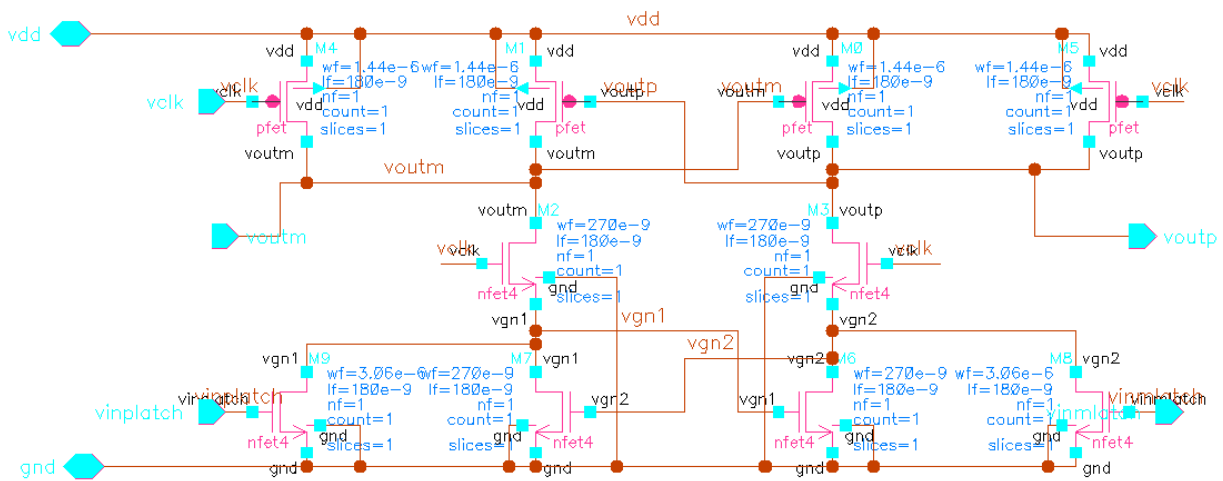 vdd
vdd
vdd M4
vdd M1
vdd M0
vdd M5
wf=1.44e-6
lf=180e-9
nf=1
count=1
slices=1
wf=1.44e-6
lf=180e-9
nf=1
count=1
slices=1
wf=1.44e-6
lf=180e-9
nf=1
count=1
slices=1
wf=1.44e-6
lf=180e-9
nf=1
count=1
slices=1
vclk
vclk
vclk
vdd
vdd
voutp
voutp
voutm
voutm
vdd
vdd
vclk
vclk
pfet
pfet
pfet
pfet
voutm
voutm
voutp
voutp
voutm
voutm
voutm M2
M3 voutp
voutp
wf=270e-9
lf=180e-9
nf=1
count=1
slices=1
wf=270e-9
lf=180e-9
nf=1
count=1
slices=1
vclk
vclk
vclk
vclk
gnd
gnd
nfet4
nfet4
vgn1
vgn1
vgn2
vgn2
vgn1 M9
vgn1 M7
vgn2 M6
M8 vgn2
wf=3.06e-6
lf=180e-9
nf=1
count=1
slices=1
wf=270e-9
lf=180e-9
nf=1
count=1
slices=1
wf=270e-9
lf=180e-9
nf=1
count=1
slices=1
wf=3.06e-6
lf=180e-9
nf=1
count=1
slices=1
vinplatch
vinplatch
vinplatch
vgn2
vgn1
vinmlatch
vinmlatch
vinmlatch
gnd
gnd
gnd
gnd
nfet4
nfet4
nfet4
nfet4
gnd
gnd
gnd
gnd
gnd